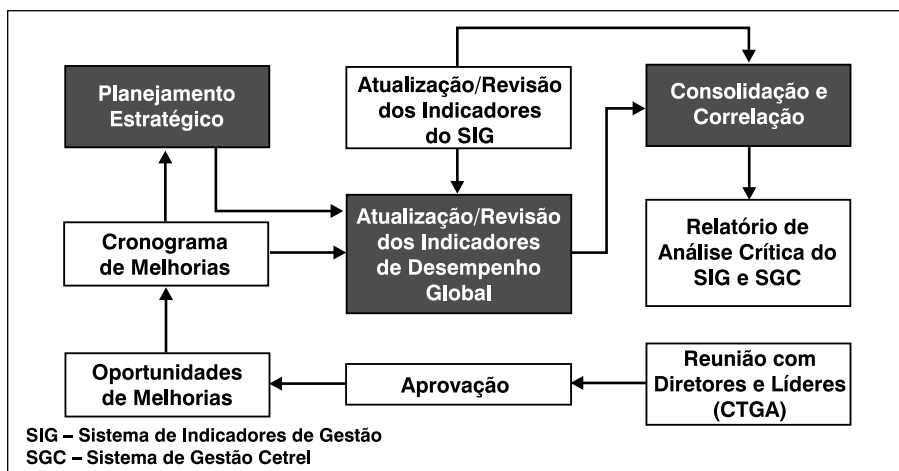 Planejamento
Estratégico
Atualização/Revisão
dos Indicadores
do SIG
Consolidação e
Correlação
Cronograma
de Melhorias
Atualização/Revisão
dos Indicadores
de Desempenho
Global
Relatório de
Análise Crítica do
SIG e SGC
Oportunidades
de Melhorias
Aprovação
Reunião com
Diretores e Líderes
(CTGA)
SIG – Sistema de Indicadores de Gestão
SGC – Sistema de Gestão Cetrel